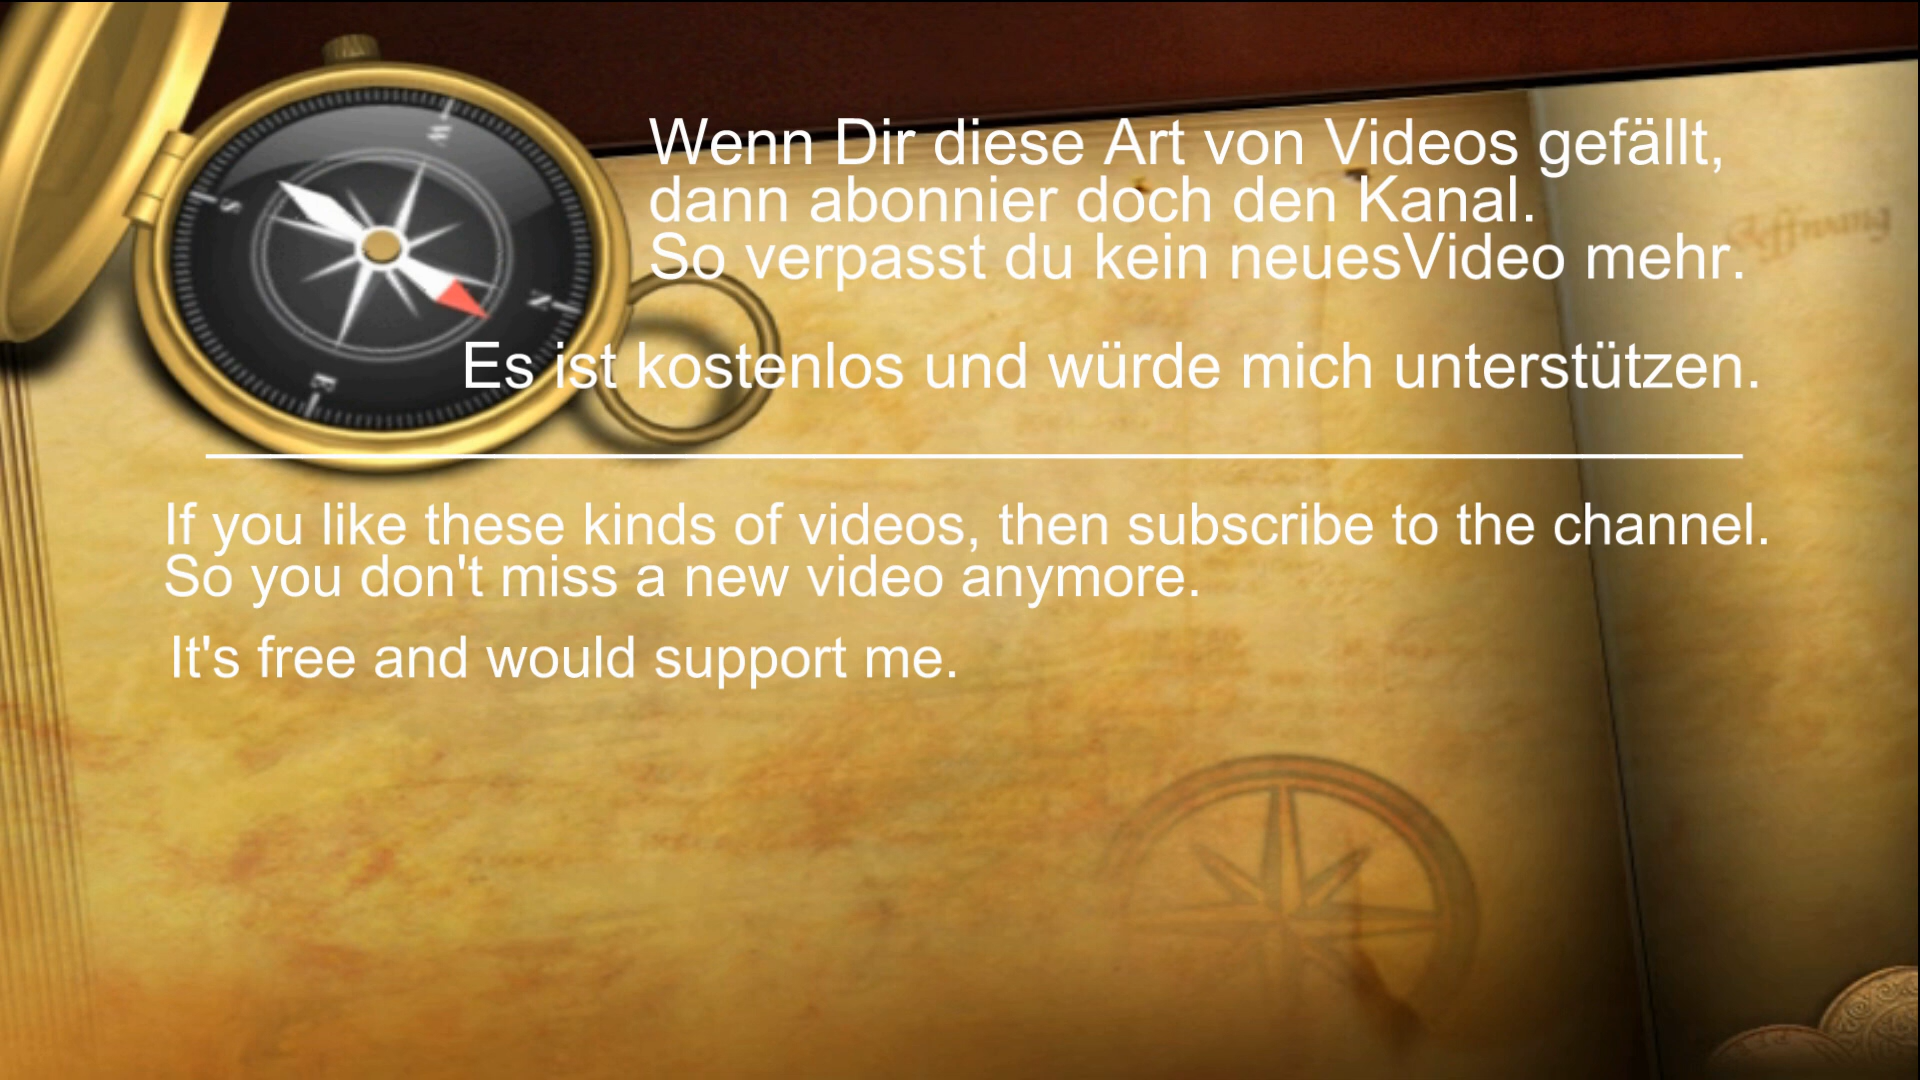 Wenn Dir diese Art von Videos gefällt,
dann abonnier doch den Kanal.
So verpasst du kein neuesVideo mehr.
Es ist kostenlos und würde mich unterstützen.
If you like these kinds of videos, then subscribe to the channel.
So you don't miss a new video anymore.
It's free and would support me.
W
S
N
E